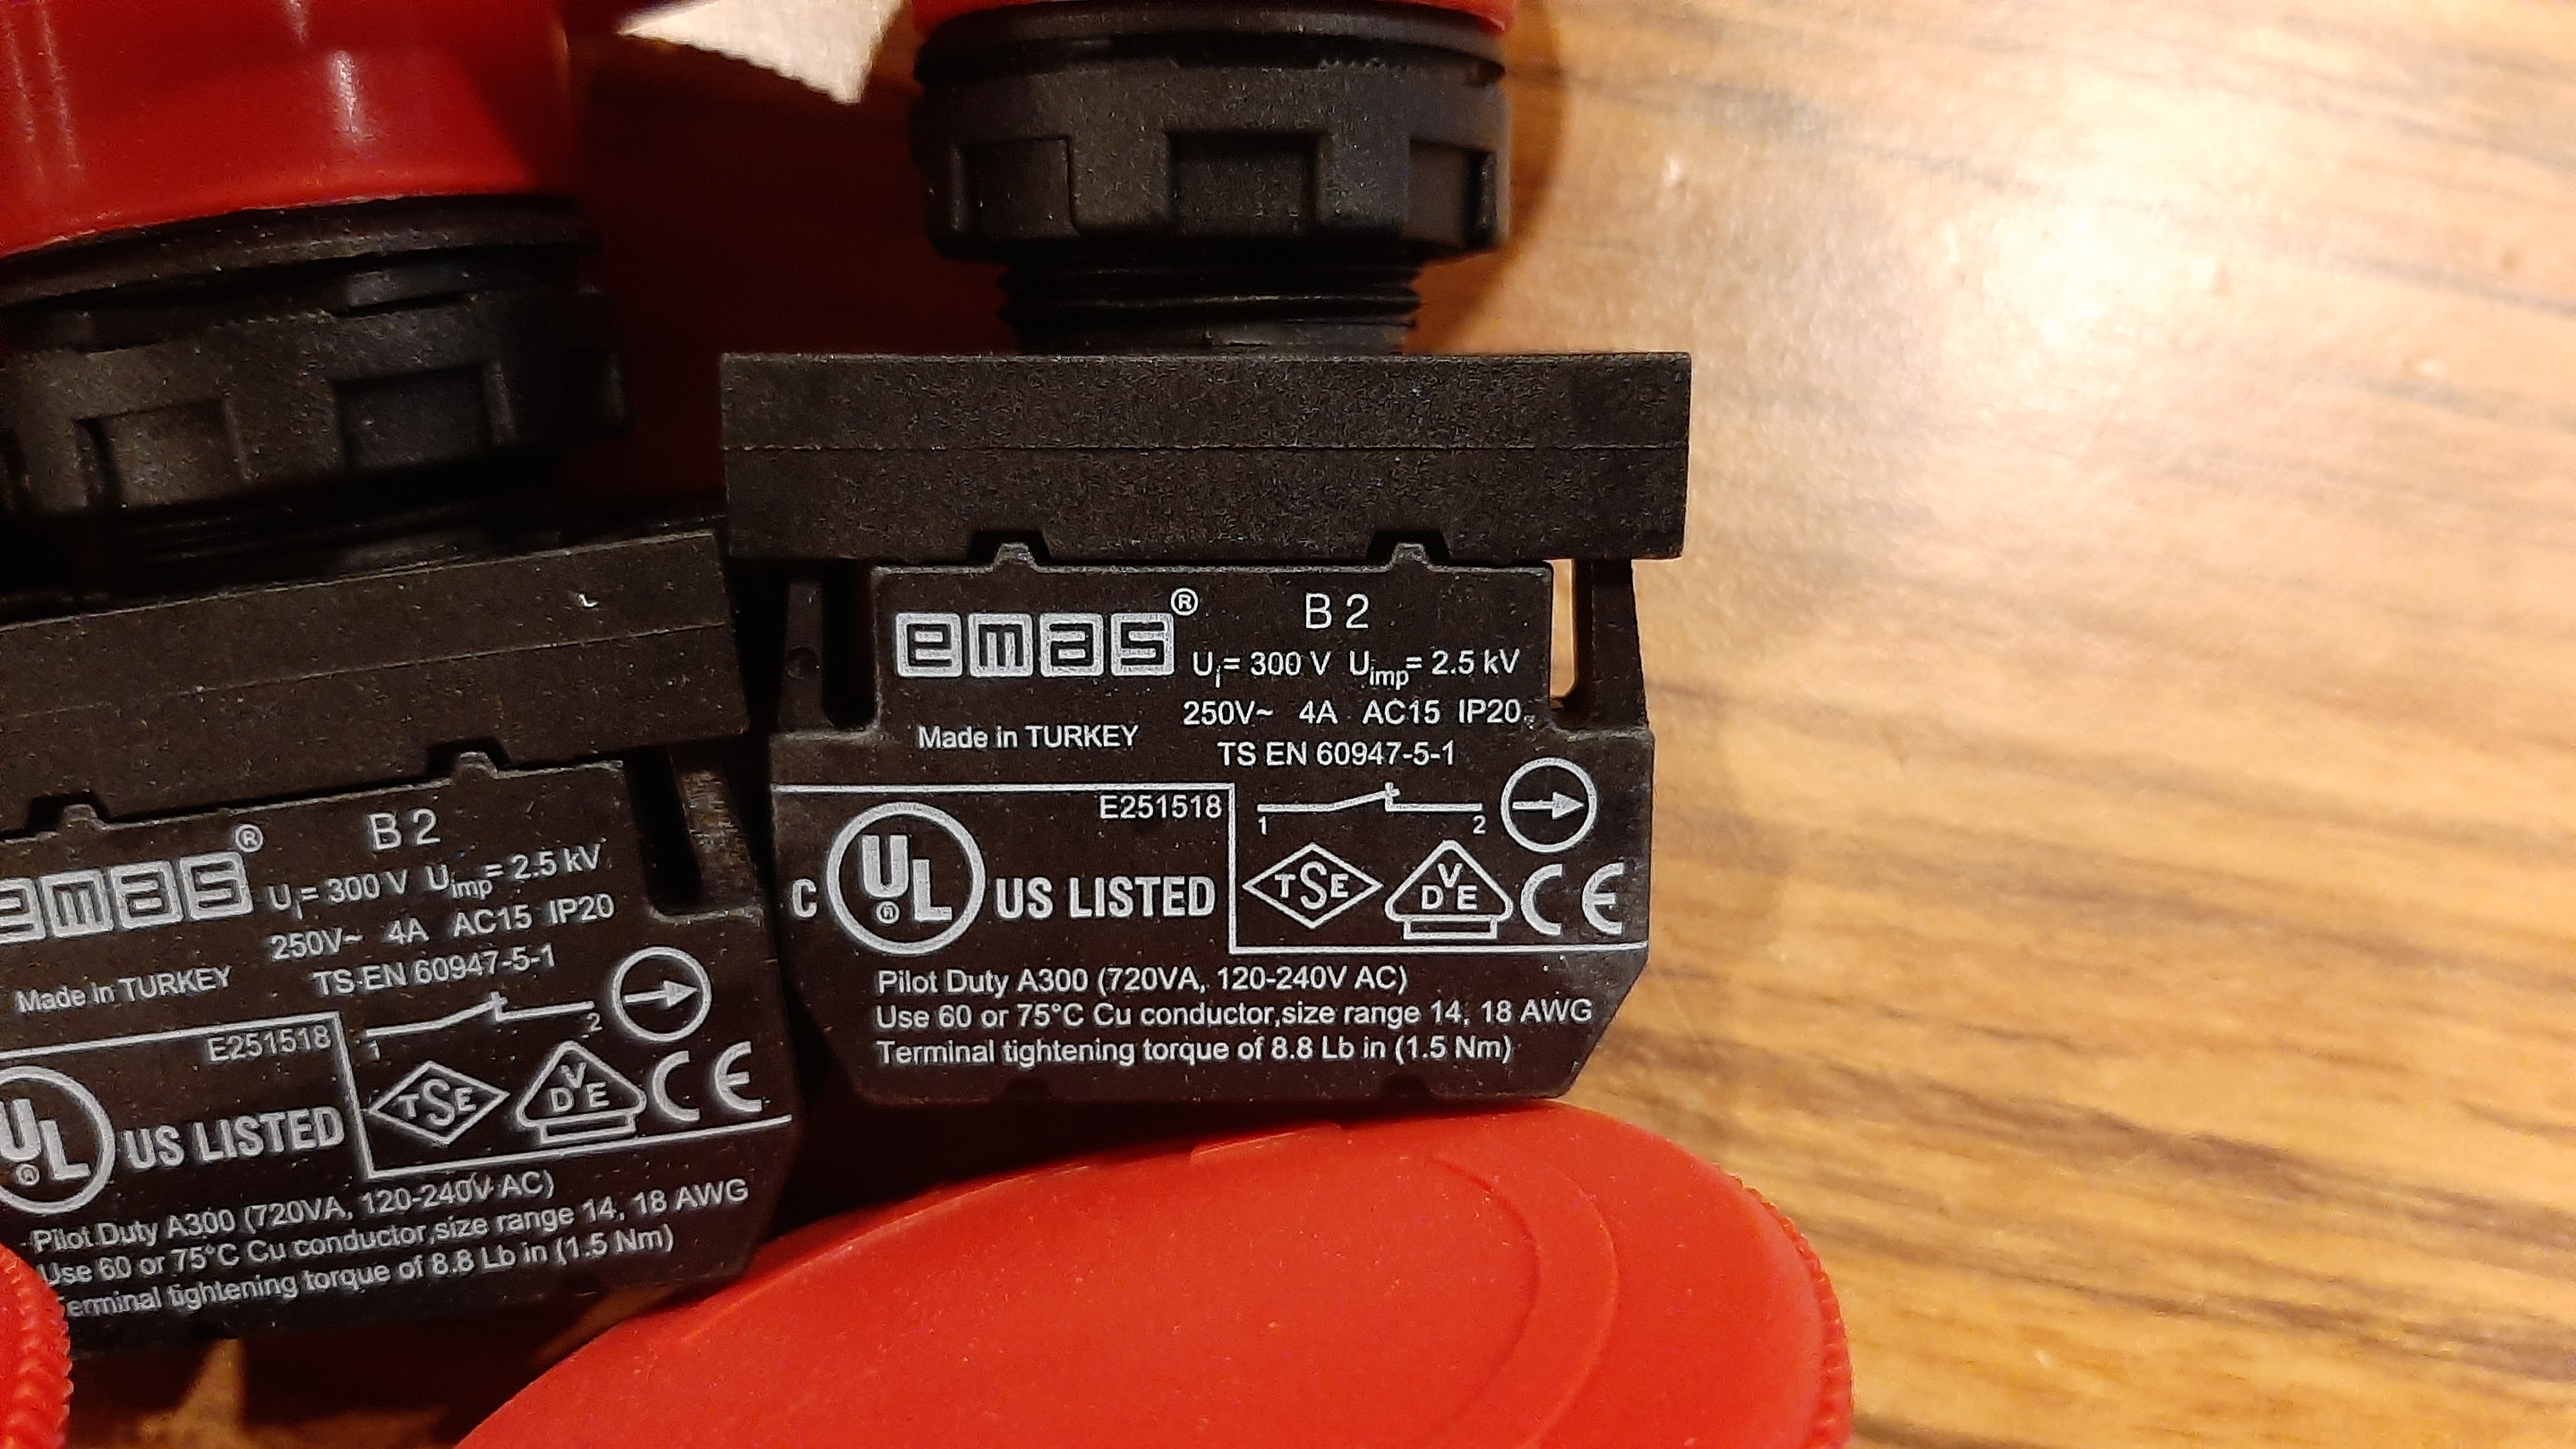 emas® B 2
Ui= 300 V Uimp= 2.5 kV
250V~ 4A AC15 IP20
Made in TURKEY
TS EN 60947-5-1
E251518
1 2
C UL® US LISTED
TSE VDE CE
Pilot Duty A300 (720VA, 120-240V AC)
Use 60 or 75°C Cu conductor,size range 14, 18 AWG
Terminal tightening torque of 8.8 Lb in (1.5 Nm)
emas® B 2
Ui= 300 V Uimp= 2.5 kV
250V~ 4A AC15 IP20
Made in TURKEY
TS EN 60947-5-1
E251518
1 2
UL® US LISTED
TSE VDE CE
Pilot Duty A300 (720VA, 120-240V AC)
Use 60 or 75°C Cu conductor,size range 14, 18 AWG
erminal tightening torque of 8.8 Lb in (1.5 Nm)